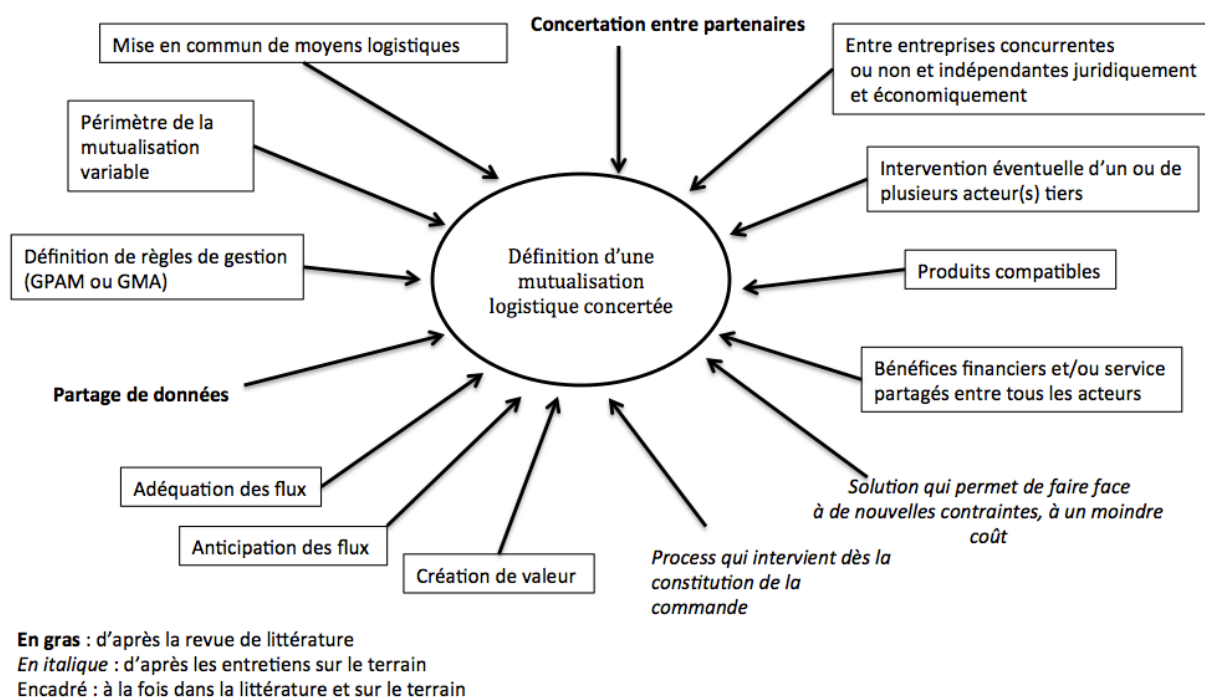 Concertation entre partenaires
Mise en commun de moyens logistiques
Entre entreprises concurrentes
ou non et indépendantes juridiquement
et économiquement
Périmètre de la
mutualisation
variable
Intervention éventuelle d'un ou de
plusieurs acteur(s) tiers
Définition de règles de gestion
(GPAM ou GMA)
Définition d'une
mutualisation
logistique concertée
Produits compatibles
Partage de données
Bénéfices financiers et/ou service
partagés entre tous les acteurs
Adéquation des flux
Solution qui permet de faire face
à de nouvelles contraintes, à un moindre
coût
Anticipation des flux
Création de valeur
Process qui intervient dès la
constitution de la
commande
En gras : d'après la revue de littérature
En italique : d'après les entretiens sur le terrain
Encadré : à la fois dans la littérature et sur le terrain